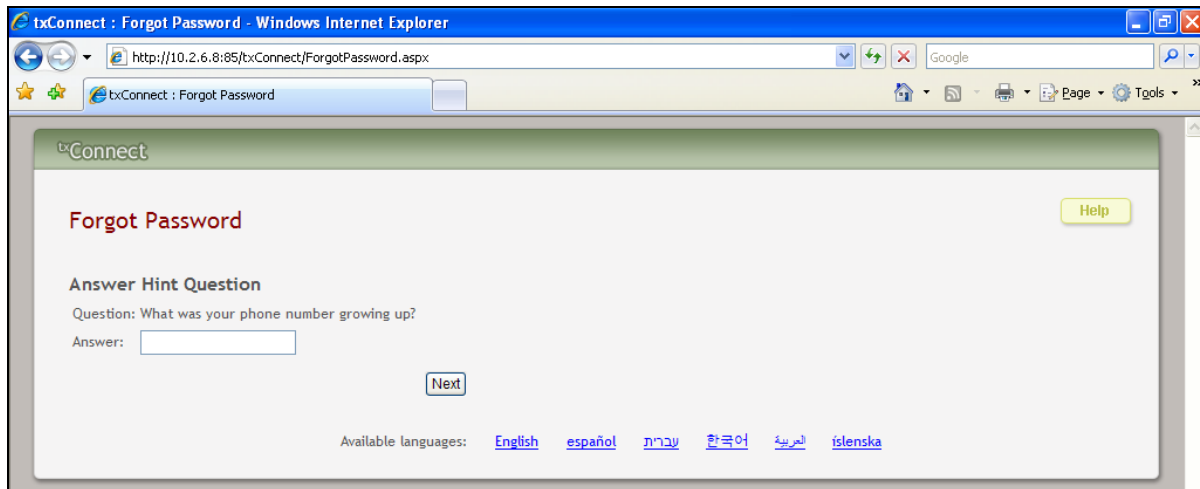 txConnect : Forgot Password - Windows Internet Explorer
http://10.2.6.8:85/txConnect/ForgotPassword.aspx
Google
txConnect : Forgot Password
Page
Tools
»
txConnect
Forgot Password
Help
Answer Hint Question
Question: What was your phone number growing up?
Answer:
Next
Available languages: English español עברית 한국어 العربية íslenska